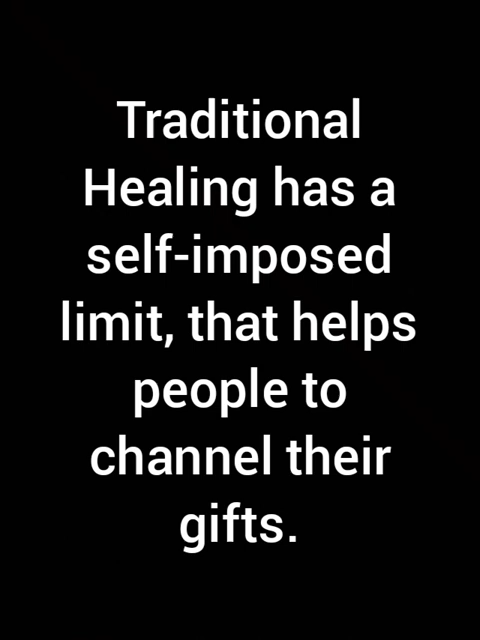 Traditional
Healing has a
self-imposed
limit, that helps
people to
channel their
gifts.